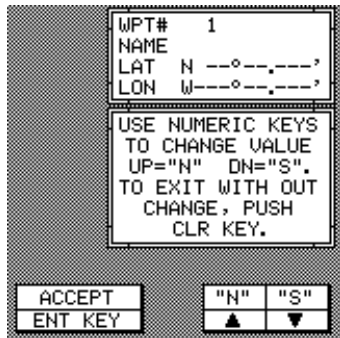 WPT# 1
NAME
LAT N --°--.---'
LON W---°--.---'
USE NUMERIC KEYS
TO CHANGE VALUE
UP="N" DN="S".
TO EXIT WITH OUT
CHANGE, PUSH
CLR KEY.
ACCEPT "N" "S"
ENT KEY ▲ ▼